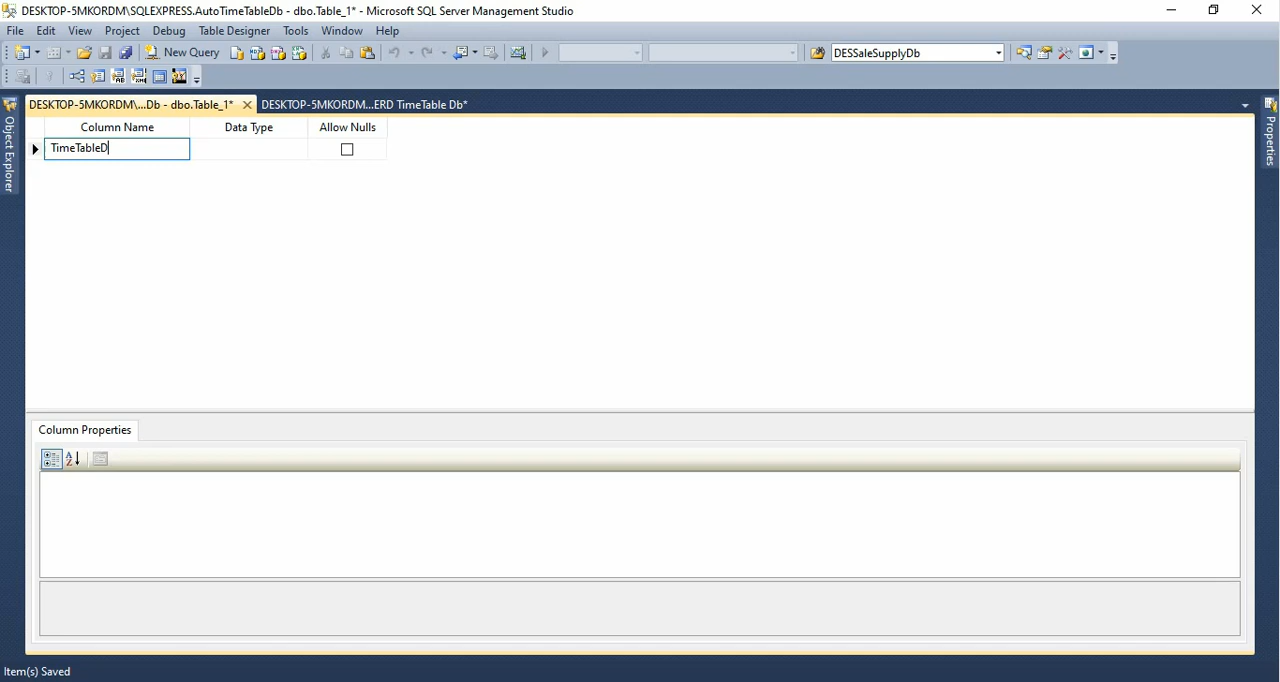 DESKTOP-5MKORDM\SQLEXPRESS.AutoTimeTableDb - dbo.Table_1* - Microsoft SQL Server Management Studio
File Edit View Project Debug Table Designer Tools Window Help
New Query DESSaleSupplyDb
DESKTOP-5MKORDM\...Db - dbo.Table_1* DESKTOP-5MKORDM...ERD TimeTable Db*
Object Explorer
Properties
Column Name Data Type Allow Nulls
TimeTableD
Column Properties
Item(s) Saved